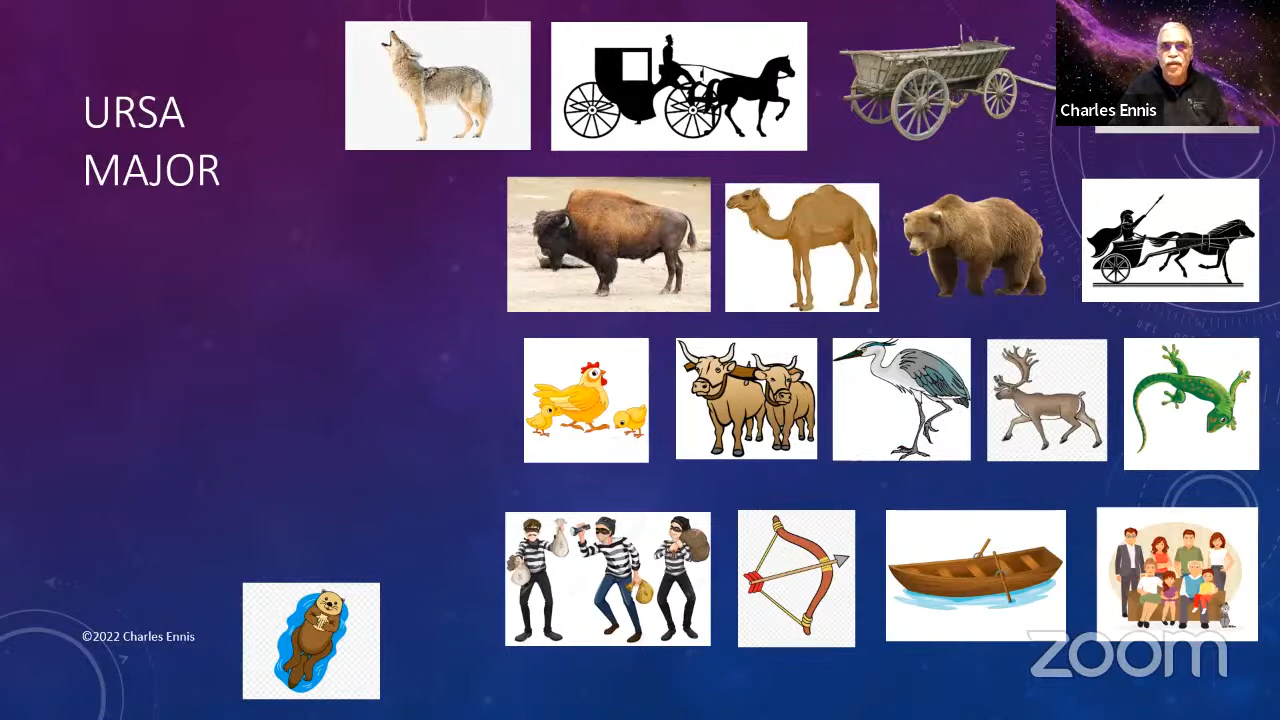 URSA
MAJOR
Charles Ennis
©2022 Charles Ennis
zoom